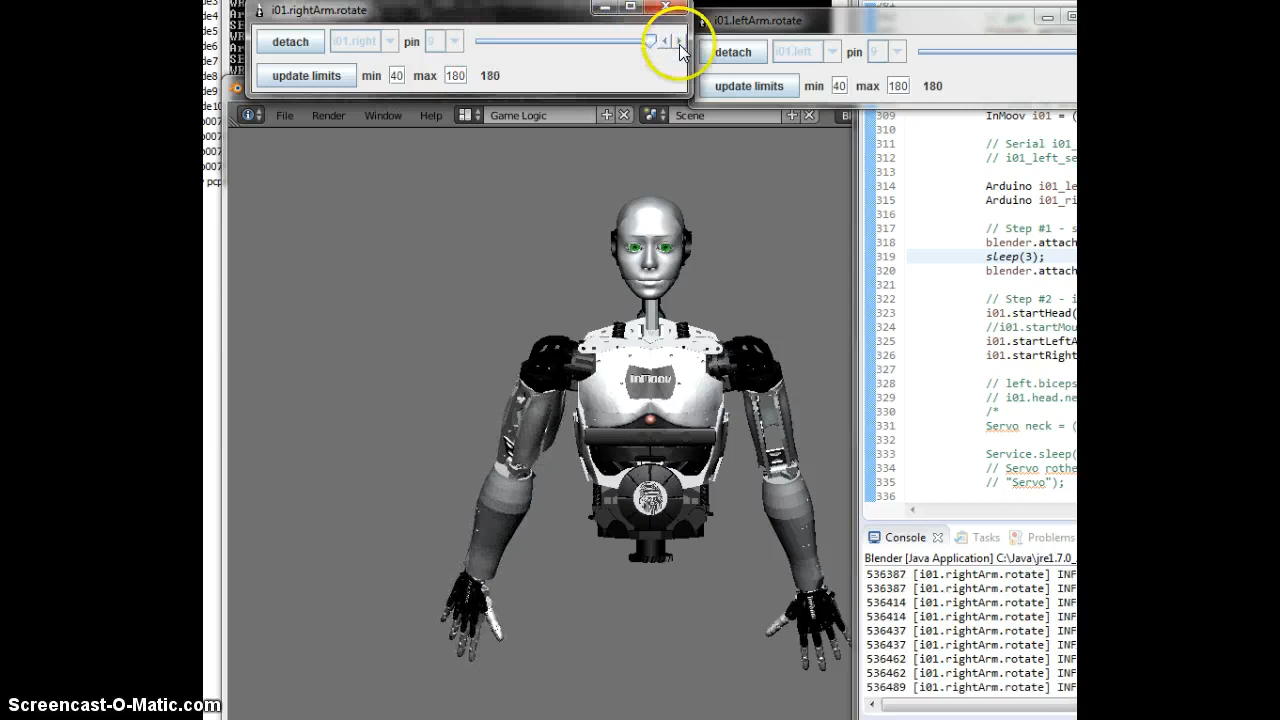 i01.rightArm.rotate
detach i01.right pin 9
update limits min 40 max 180 180
i01.leftArm.rotate
detach i01.left pin 9
update limits min 40 max 180 180
File Render Window Help Game Logic Scene
InMoov
309 InMoov i01 = (
310
311 // Serial i01_
312 // i01_left_se
313
314 Arduino i01_le
315 Arduino i01_ri
316
317 // Step #1 - s
318 blender.attach
319 sleep(3);
320 blender.attach
321
322 // Step #2 - i
323 i01.startHead(
324 //i01.startMou
325 i01.startLeftA
326 i01.startRight
327
328 // left.biceps
329 // i01.head.ne
330 /*
331 Servo neck = (
332
333 Service.sleep(
334 // Servo rothe
335 // "Servo");
336
Console Tasks Problems
Blender [Java Application] C:\Java\jre1.7.0_
536387 [i01.rightArm.rotate] INF
536387 [i01.rightArm.rotate] INF
536414 [i01.rightArm.rotate] INF
536414 [i01.rightArm.rotate] INF
536437 [i01.rightArm.rotate] INF
536437 [i01.rightArm.rotate] INF
536462 [i01.rightArm.rotate] INF
536462 [i01.rightArm.rotate] INF
536489 [i01.rightArm.rotate] INF
Screencast-O-Matic.com